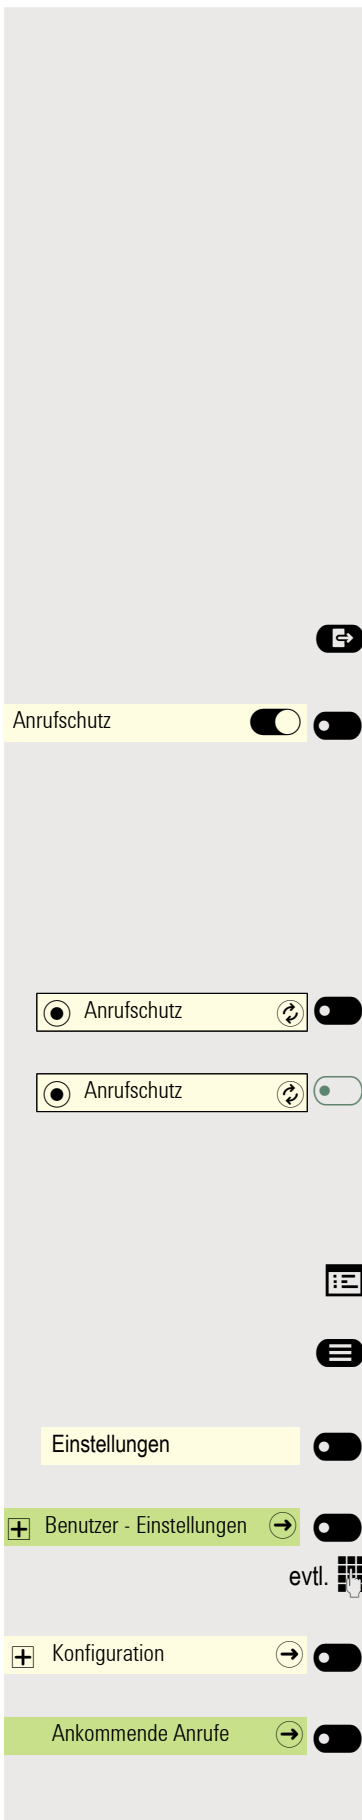 Anrufschutz
Anrufschutz
Anrufschutz
Einstellungen
Benutzer - Einstellungen
evtl.
Konfiguration
Ankommende Anrufe